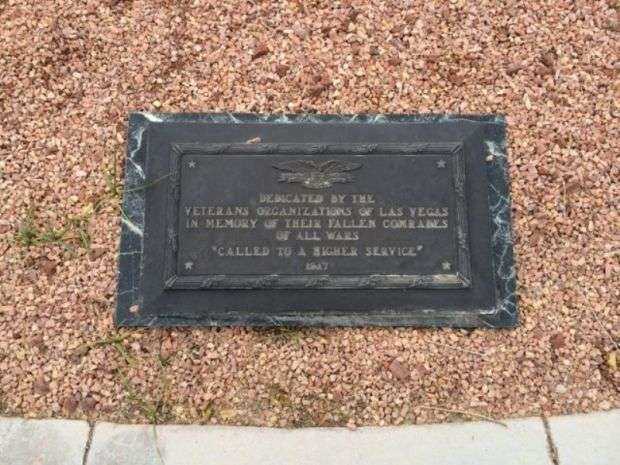 DEDICATED BY THE
VETERANS ORGANIZATIONS OF LAS VEGAS
IN MEMORY OF THEIR FALLEN COMRADES
OF ALL WARS
"CALLED TO A HIGHER SERVICE"
1947